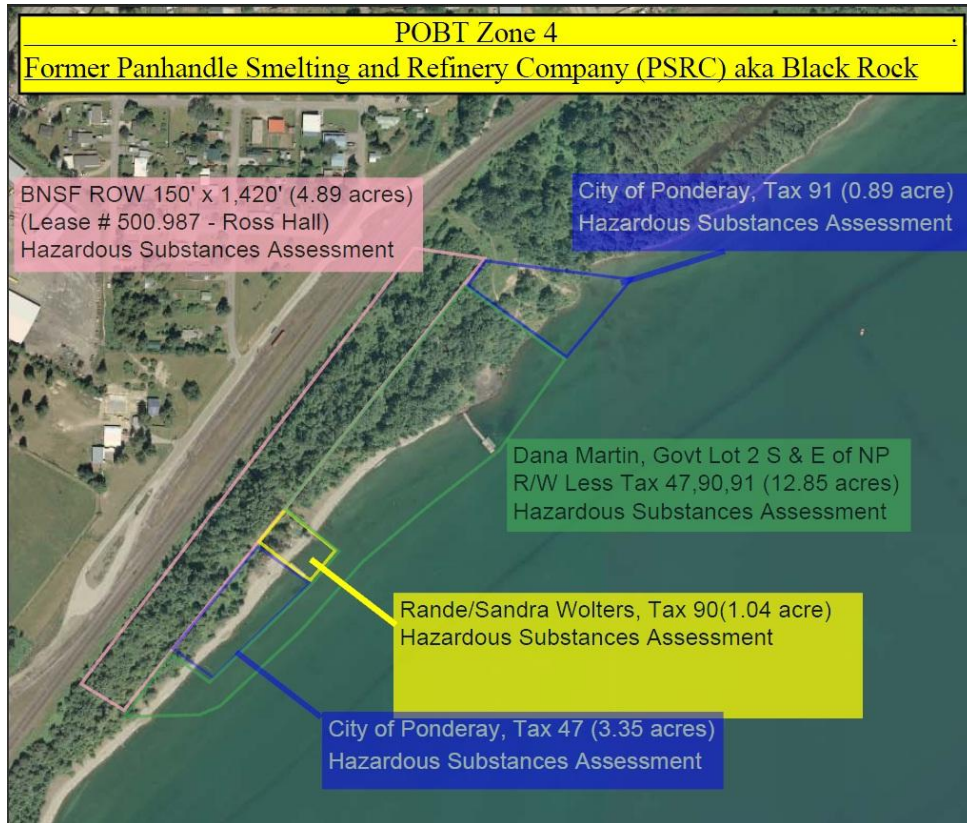 POBT Zone 4 .
Former Panhandle Smelting and Refinery Company (PSRC) aka Black Rock
BNSF ROW 150' x 1,420' (4.89 acres)
(Lease # 500.987 - Ross Hall)
Hazardous Substances Assessment
City of Ponderay, Tax 91 (0.89 acre)
Hazardous Substances Assessment
Dana Martin, Govt Lot 2 S & E of NP
R/W Less Tax 47,90,91 (12.85 acres)
Hazardous Substances Assessment
Rande/Sandra Wolters, Tax 90(1.04 acre)
Hazardous Substances Assessment
City of Ponderay, Tax 47 (3.35 acres)
Hazardous Substances Assessment